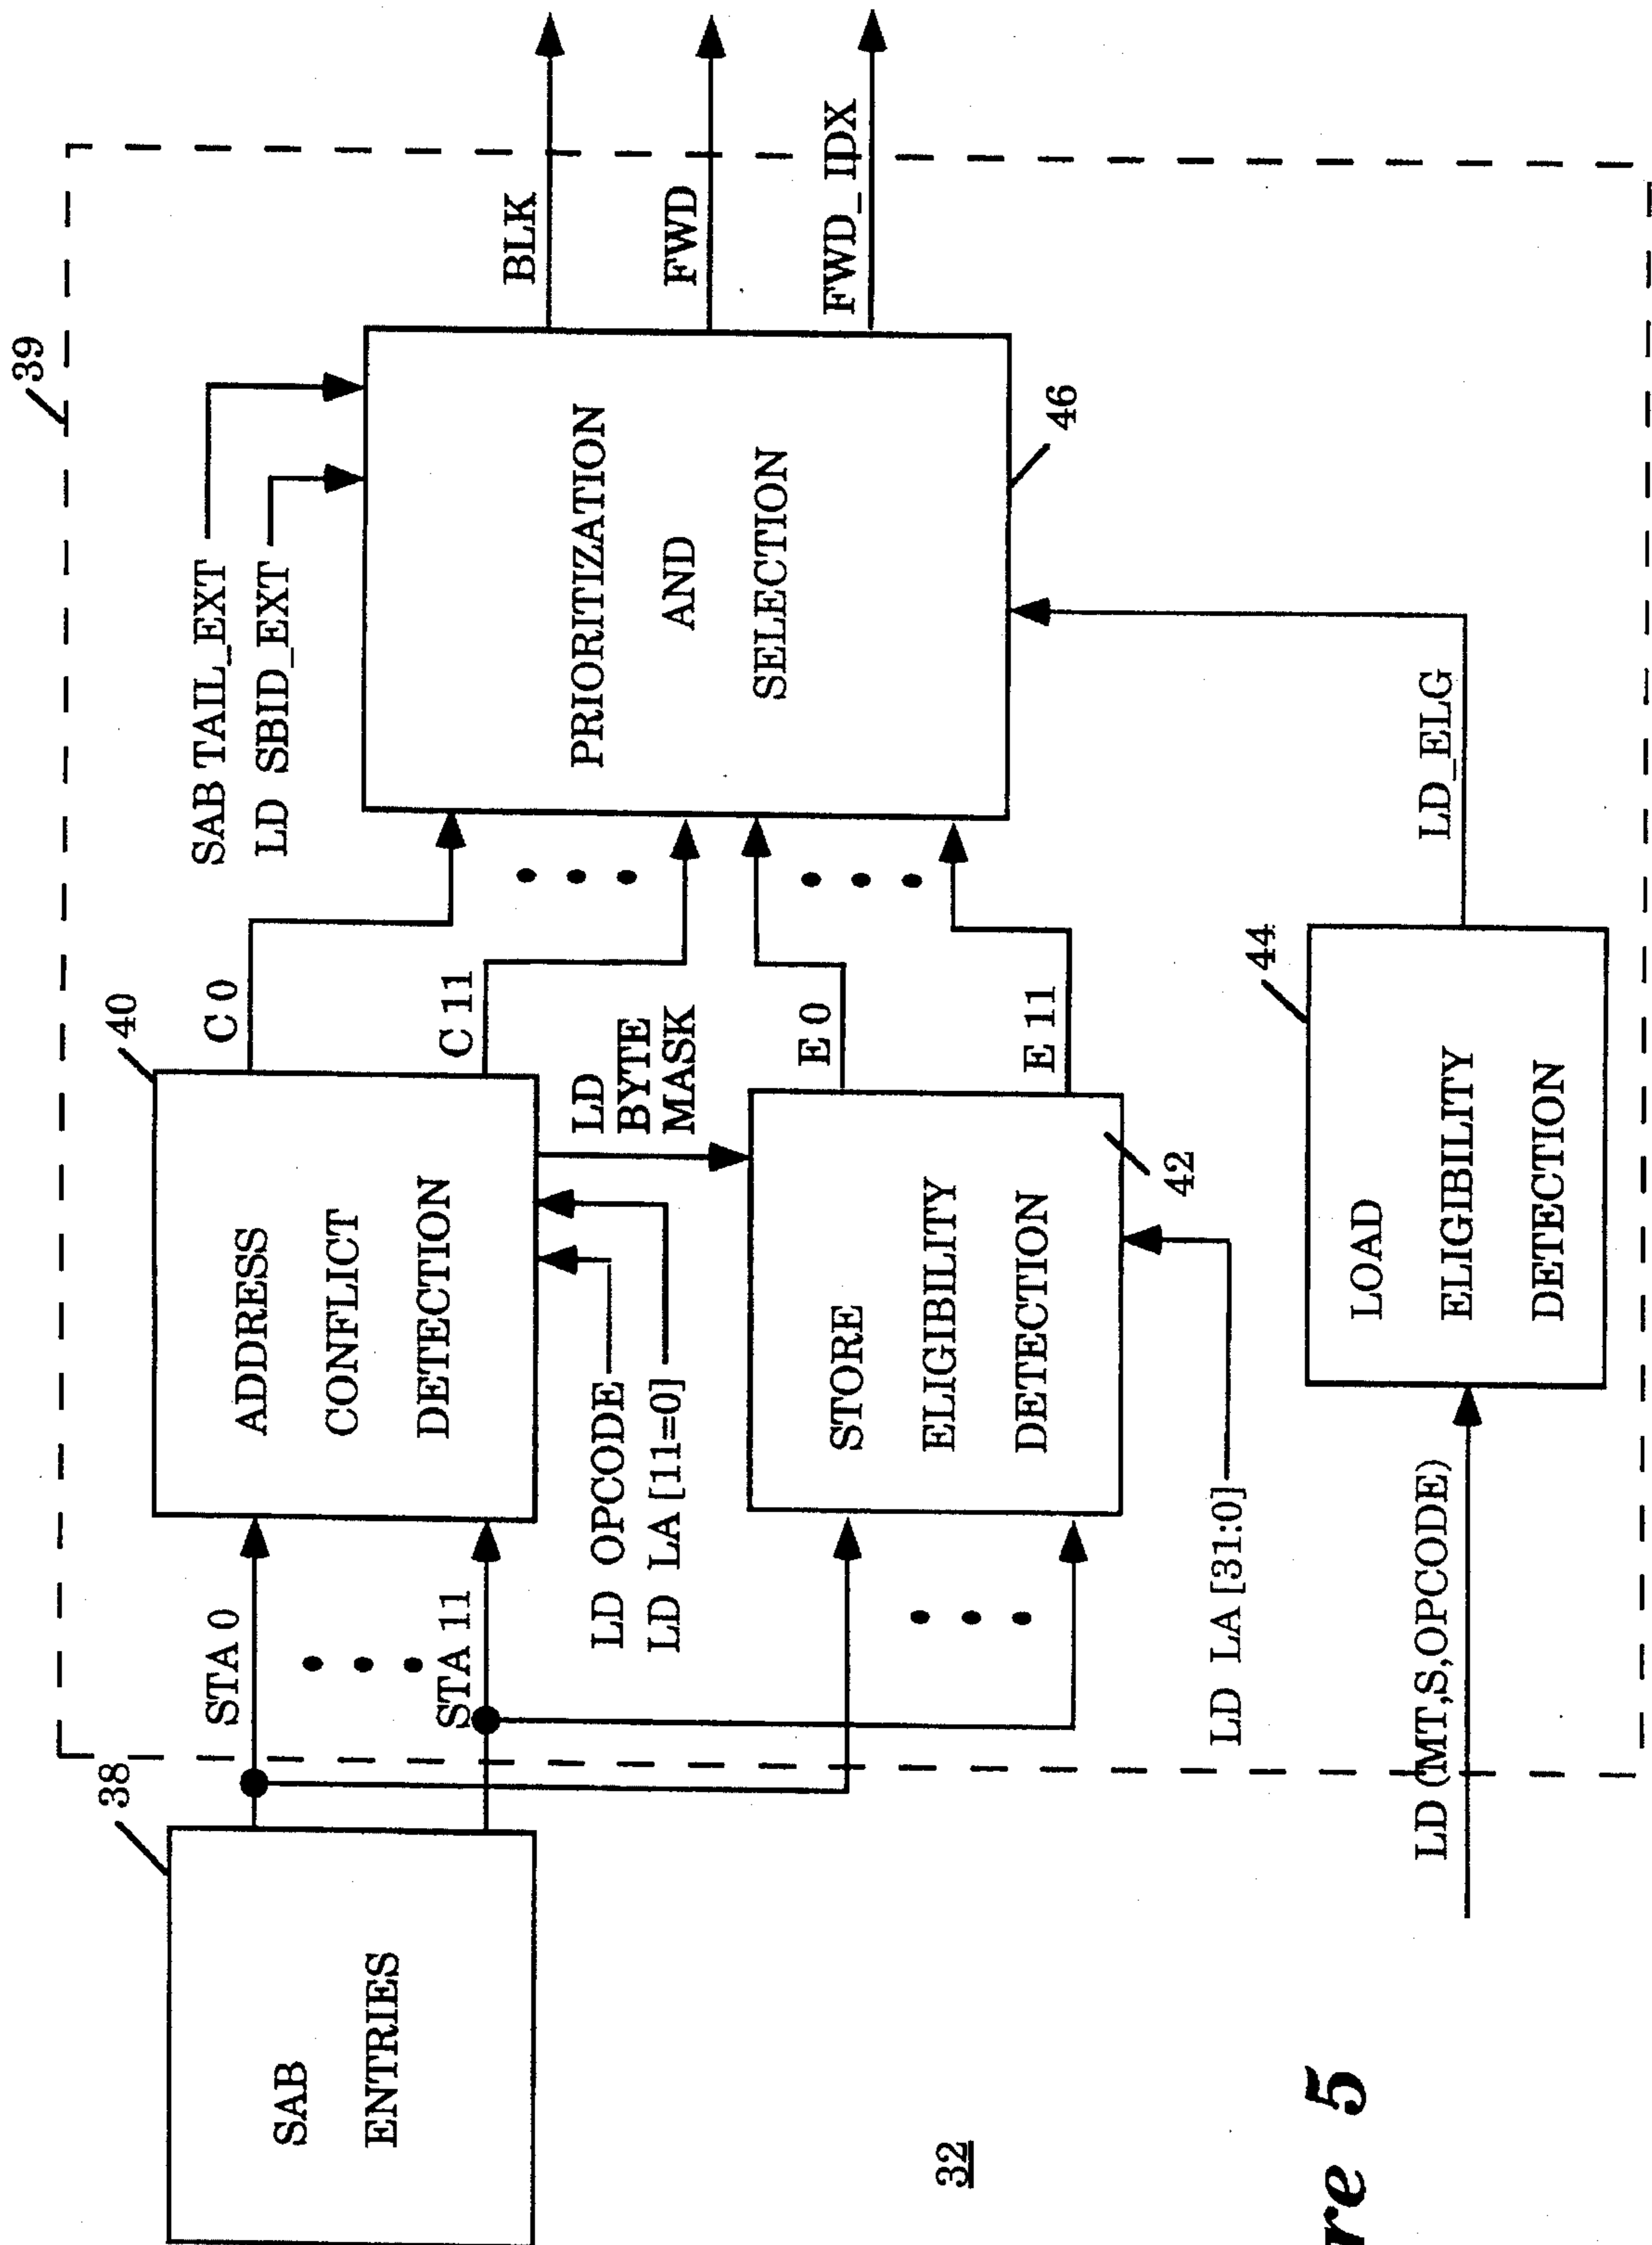 39
SAB TAIL_EXT
LD SBID_EXT
BLK
FWD
FWD_IDX
PRIORITIZATION
AND
SELECTION
46
38
SAB
ENTRIES
STA 0
STA 11
40
ADDRESS
CONFLICT
DETECTION
C 0
C 11
LD
BYTE
MASK
LD OPCODE
LD LA [11=0]
STORE
ELIGIBILITY
DETECTION
42
E 0
E 11
LD LA [31:0]
44
LOAD
ELIGIBILITY
DETECTION
LD_ELG
LD (MT,S,OPCODE)
32
re 5